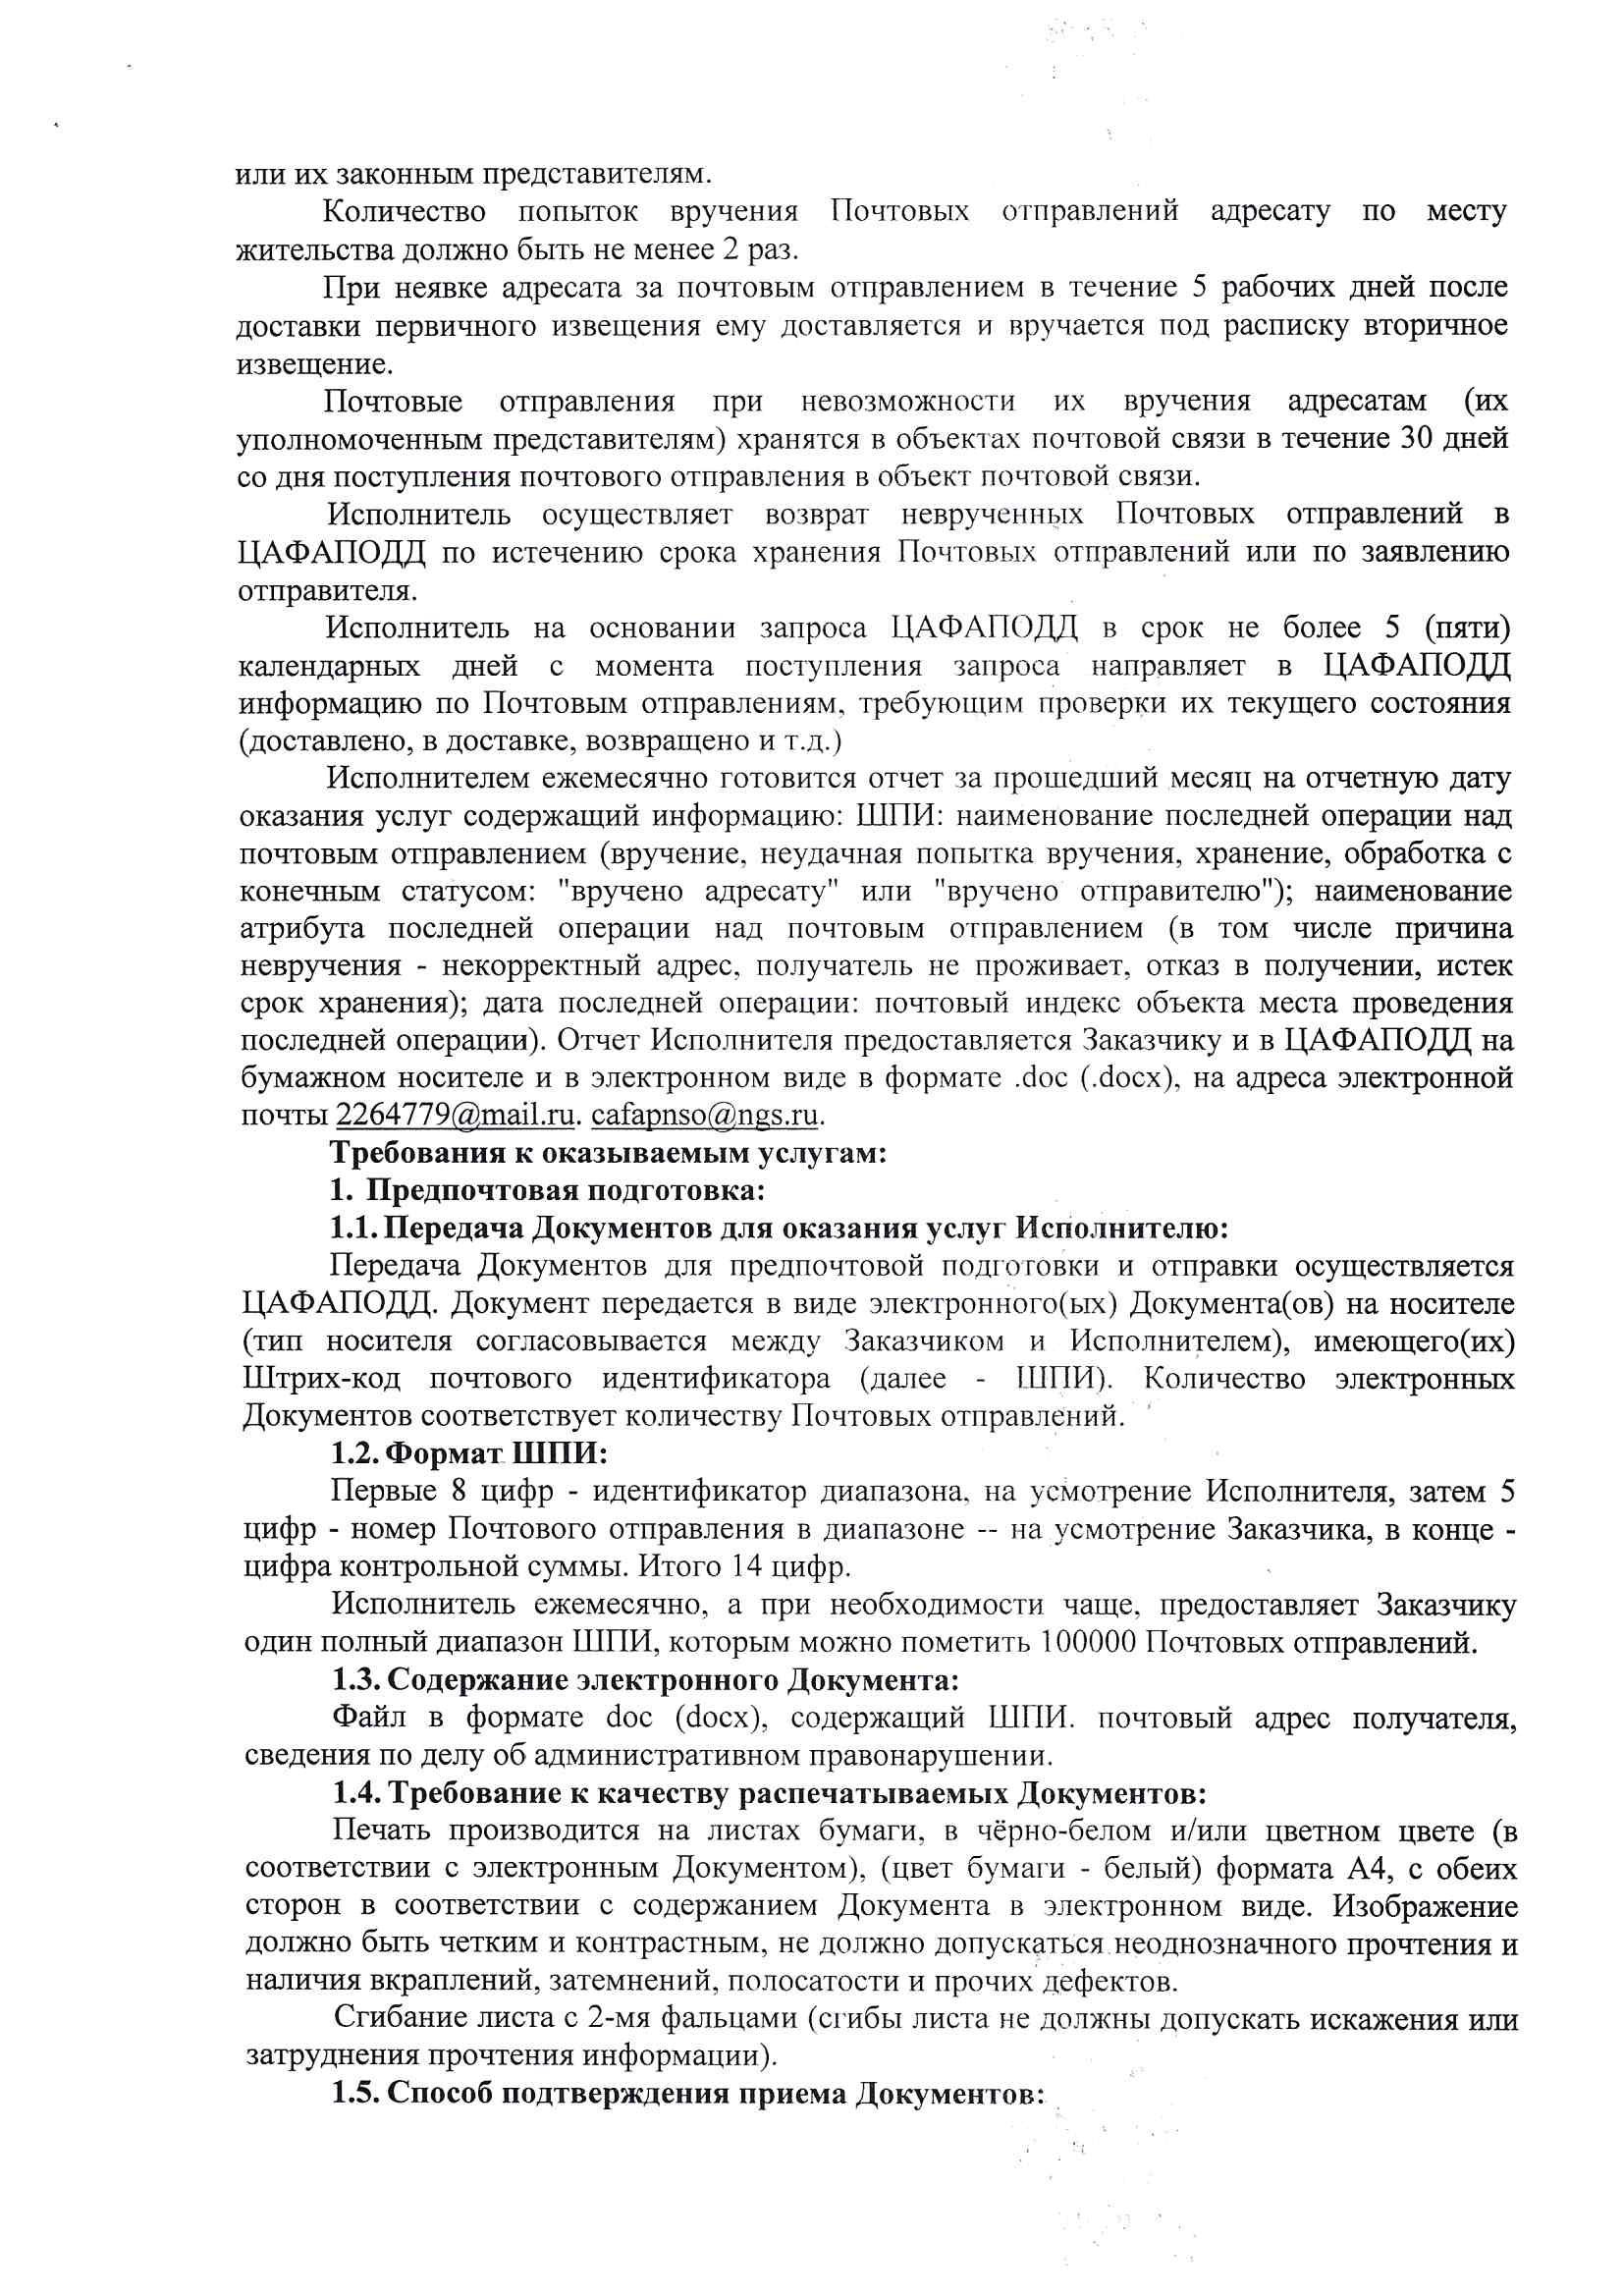 или их законным представителям.
Количество попыток вручения Почтовых отправлений адресату по месту
жительства должно быть не менее 2 раз.
При неявке адресата за почтовым отправлением в течение 5 рабочих дней после
доставки первичного извещения ему доставляется и вручается под расписку вторичное
извещение.
Почтовые отправления при невозможности их вручения адресатам (их
уполномоченным представителям) хранятся в объектах почтовой связи в течение 30 дней
со дня поступления почтового отправления в объект почтовой связи.
Исполнитель осуществляет возврат неврученных Почтовых отправлений в
ЦАФАПОДД по истечению срока хранения Почтовых отправлений или по заявлению
отправителя.
Исполнитель на основании запроса ЦАФАПОДД в срок не более 5 (пяти)
календарных дней с момента поступления запроса направляет в ЦАФАПОДД
информацию по Почтовым отправлениям, требующим проверки их текущего состояния
(доставлено, в доставке, возвращено и т.д.)
Исполнителем ежемесячно готовится отчет за прошедший месяц на отчетную дату
оказания услуг содержащий информацию: ШПИ: наименование последней операции над
почтовым отправлением (вручение, неудачная попытка вручения, хранение, обработка с
конечным статусом: "вручено адресату" или "вручено отправителю"); наименование
атрибута последней операции над почтовым отправлением (в том числе причина
невручения - некорректный адрес, получатель не проживает, отказ в получении, истек
срок хранения); дата последней операции: почтовый индекс объекта места проведения
последней операции). Отчет Исполнителя предоставляется Заказчику и в ЦАФАПОДД на
бумажном носителе и в электронном виде в формате .doc (.docx), на адреса электронной
почты 2264779@mail.ru. cafapnso@ngs.ru.
Требования к оказываемым услугам:
1. Предпочтовая подготовка:
1.1. Передача Документов для оказания услуг Исполнителю:
Передача Документов для предпочтовой подготовки и отправки осуществляется
ЦАФАПОДД. Документ передается в виде электронного(ых) Документа(ов) на носителе
(тип носителя согласовывается между Заказчиком и Исполнителем), имеющего(их)
Штрих-код почтового идентификатора (далее - ШПИ). Количество электронных
Документов соответствует количеству Почтовых отправлений.
1.2. Формат ШПИ:
Первые 8 цифр - идентификатор диапазона, на усмотрение Исполнителя, затем 5
цифр - номер Почтового отправления в диапазоне -- на усмотрение Заказчика, в конце -
цифра контрольной суммы. Итого 14 цифр.
Исполнитель ежемесячно, а при необходимости чаще, предоставляет Заказчику
один полный диапазон ШПИ, которым можно пометить 100000 Почтовых отправлений.
1.3. Содержание электронного Документа:
Файл в формате doc (docx), содержащий ШПИ. почтовый адрес получателя,
сведения по делу об административном правонарушении.
1.4. Требование к качеству распечатываемых Документов:
Печать производится на листах бумаги, в чёрно-белом и/или цветном цвете (в
соответствии с электронным Документом), (цвет бумаги - белый) формата А4, с обеих
сторон в соответствии с содержанием Документа в электронном виде. Изображение
должно быть четким и контрастным, не должно допускаться неоднозначного прочтения и
наличия вкраплений, затемнений, полосатости и прочих дефектов.
Сгибание листа с 2-мя фальцами (сгибы листа не должны допускать искажения или
затруднения прочтения информации).
1.5. Способ подтверждения приема Документов: